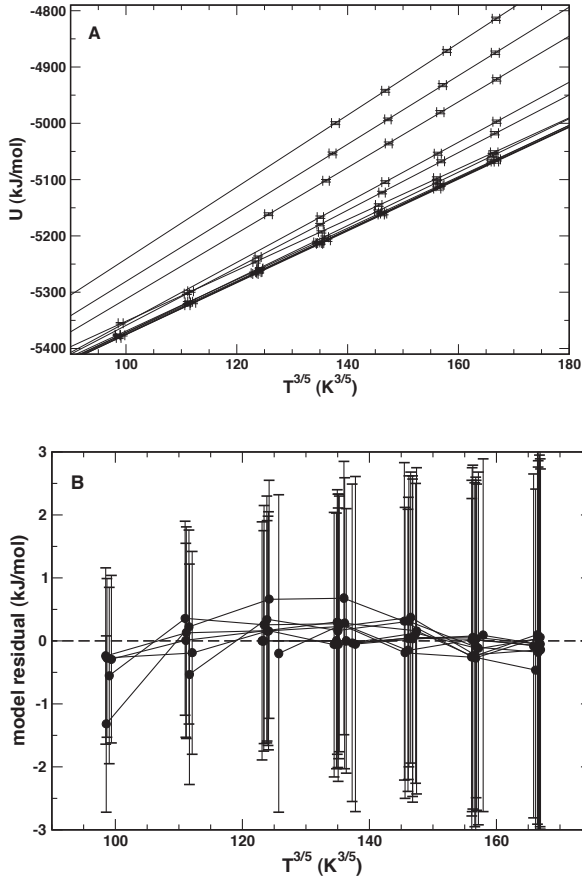 -4800
A
-4900
-5000
U (kJ/mol)
-5100
-5200
-5300
-5400
100 120 140 160 180
T^3/5 (K^3/5)
3
B
2
1
model residual (kJ/mol)
0
-1
-2
-3
100 120 140 160
T^3/5 (K^3/5)